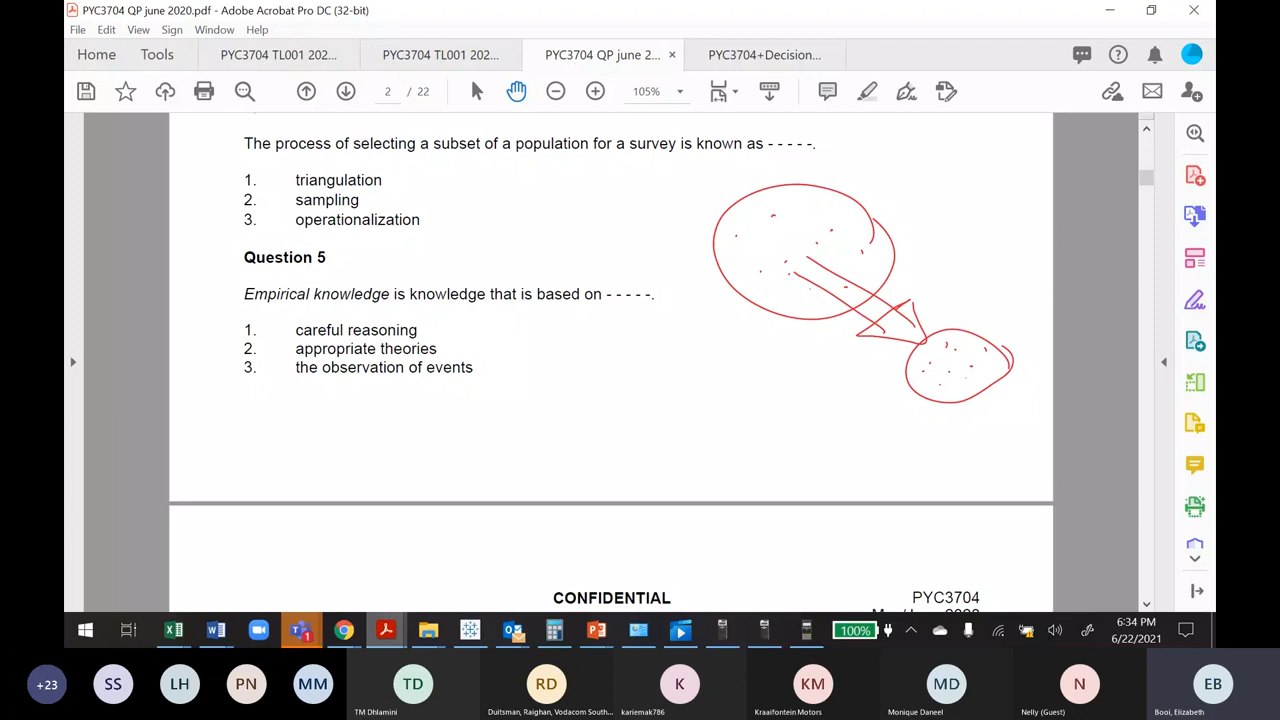 PYC3704 QP june 2020.pdf - Adobe Acrobat Pro DC (32-bit)
File Edit View Sign Window Help
Home Tools PYC3704 TL001 202... PYC3704 TL001 202... PYC3704 QP june 2... × PYC3704+Decision...
2 / 22 105%
The process of selecting a subset of a population for a survey is known as - - - - -.
1. triangulation
2. sampling
3. operationalization
Question 5
Empirical knowledge is knowledge that is based on - - - - -.
1. careful reasoning
2. appropriate theories
3. the observation of events
CONFIDENTIAL PYC3704
100% 6:34 PM
6/22/2021
+23 SS LH PN MM TD RD K KM MD N EB
TM Dhlamini Duitsman, Raighan, Vodacom South... kariemak786 Kraaifontein Motors Monique Daneel Nelly (Guest) Booi, Elizabeth